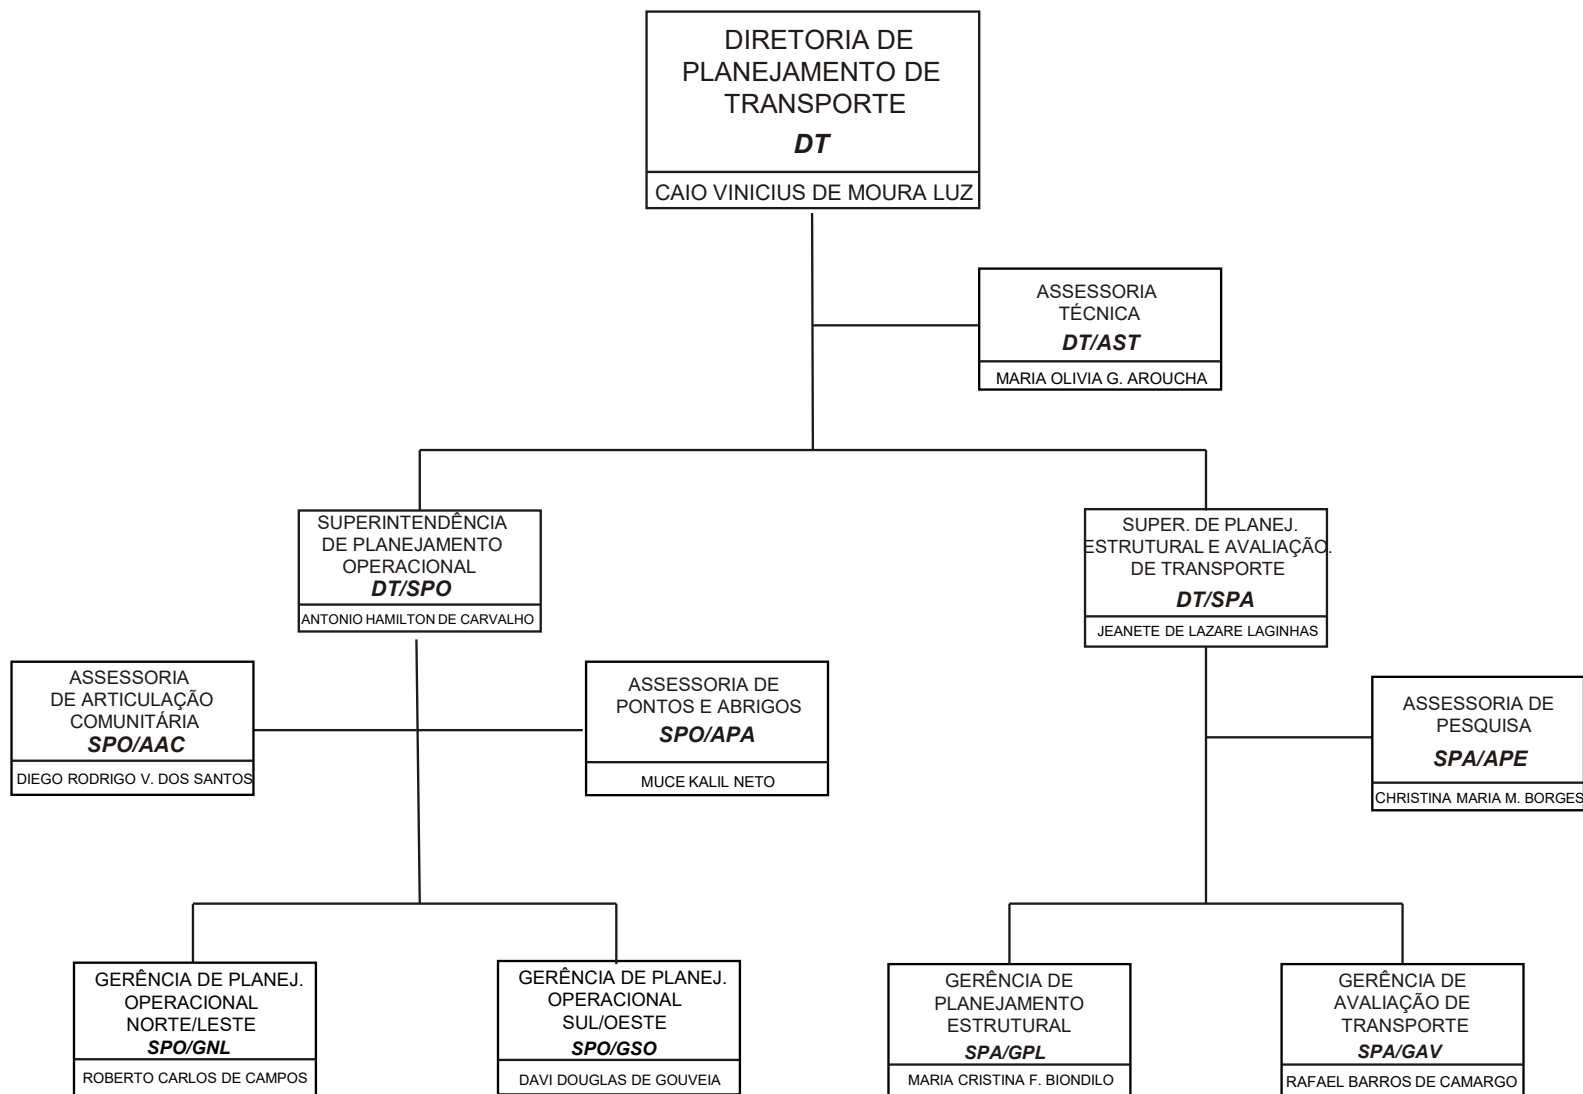 DIRETORIA DE
PLANEJAMENTO DE
TRANSPORTE
DT
CAIO VINICIUS DE MOURA LUZ
ASSESSORIA
TÉCNICA
DT/AST
MARIA OLIVIA G. AROUCHA
SUPERINTENDÊNCIA
DE PLANEJAMENTO
OPERACIONAL
DT/SPO
ANTONIO HAMILTON DE CARVALHO
SUPER. DE PLANEJ.
ESTRUTURAL E AVALIAÇÃO.
DE TRANSPORTE
DT/SPA
JEANETE DE LAZARE LAGINHAS
ASSESSORIA
DE ARTICULAÇÃO
COMUNITÁRIA
SPO/AAC
DIEGO RODRIGO V. DOS SANTOS
ASSESSORIA DE
PONTOS E ABRIGOS
SPO/APA
MUCE KALIL NETO
ASSESSORIA DE
PESQUISA
SPA/APE
CHRISTINA MARIA M. BORGES
GERÊNCIA DE PLANEJ.
OPERACIONAL
NORTE/LESTE
SPO/GNL
ROBERTO CARLOS DE CAMPOS
GERÊNCIA DE PLANEJ.
OPERACIONAL
SUL/OESTE
SPO/GSO
DAVI DOUGLAS DE GOUVEIA
GERÊNCIA DE
PLANEJAMENTO
ESTRUTURAL
SPA/GPL
MARIA CRISTINA F. BIONDILO
GERÊNCIA DE
AVALIAÇÃO DE
TRANSPORTE
SPA/GAV
RAFAEL BARROS DE CAMARGO